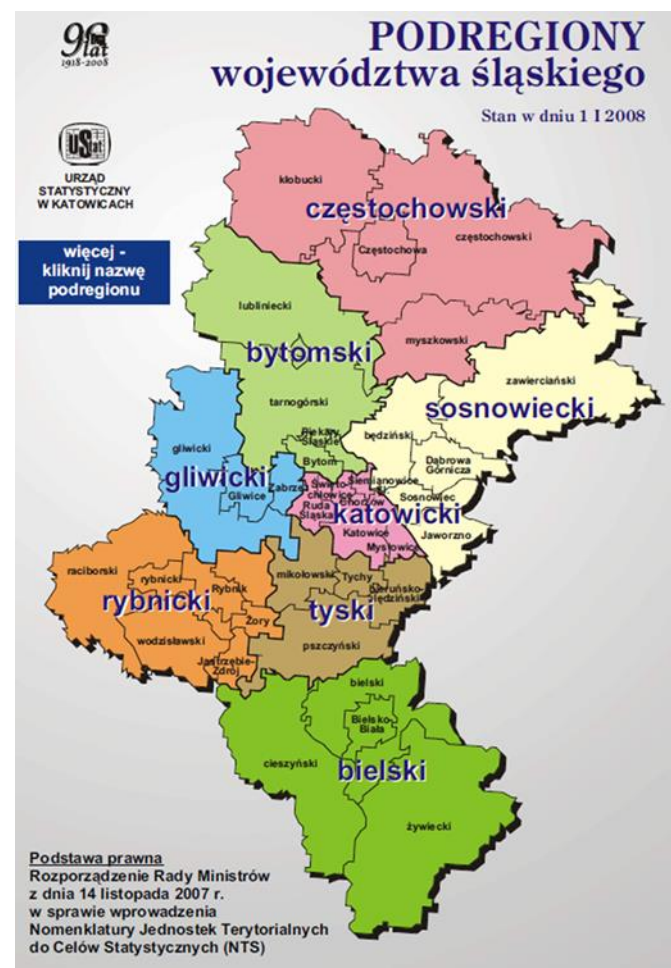 90 lat
1918-2008
PODREGIONY
województwa śląskiego
Stan w dniu 1 I 2008
UStat
URZĄD
STATYSTYCZNY
W KATOWICACH
więcej -
kliknij nazwę
podregionu
kłobucki
częstochowski
Częstochowa
częstochowski
lubliniecki
myszkowski
bytomski
zawierciański
tarnogórski
sosnowiecki
Piekary
Śląskie
będziński
gliwicki
Bytom
Dąbrowa
Górnicza
gliwicki
Zabrze
Gliwice
Siemianowice
Święto-
chłowice
Sosnowiec
Chorzów
Ruda
Śląska
katowicki
Katowice
Jaworzno
Mysłowice
raciborski
rybnicki
Rybnik
mikołowski
Tychy
bieruńsko-
lędziński
rybnicki
tyski
Żory
wodzisławski
pszczyński
Jastrzębie-
Zdrój
bielski
Bielsko-
Biała
cieszyński
bielski
żywiecki
Podstawa prawna
Rozporządzenie Rady Ministrów
z dnia 14 listopada 2007 r.
w sprawie wprowadzenia
Nomenklatury Jednostek Terytorialnych
do Celów Statystycznych (NTS)